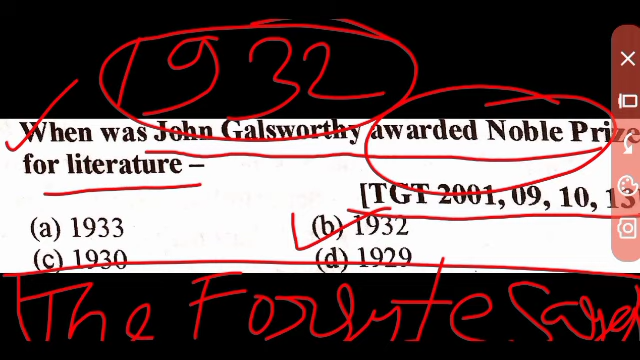 1932
When was John Galsworthy awarded Noble Prize
for literature –
[TGT 2001, 09, 10, 13
(a) 1933 (b) 1932
(c) 1930 (d) 1929
The Forsyte